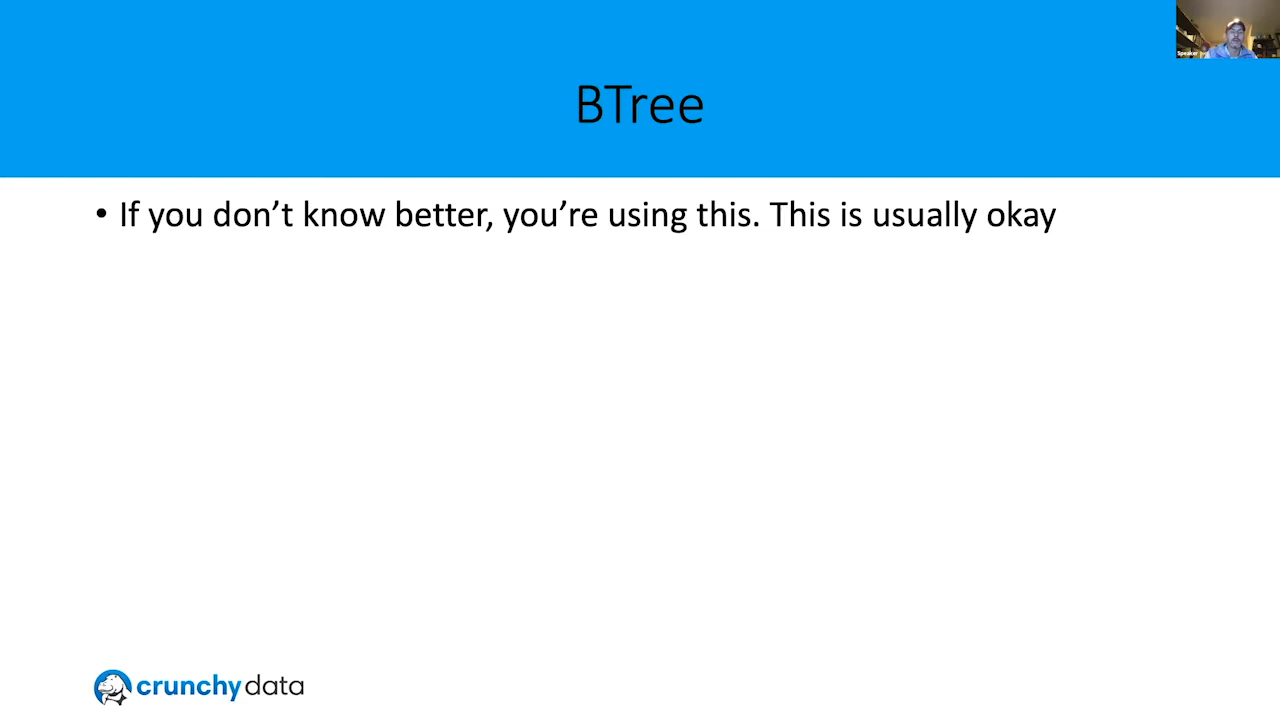 Speaker
BTree
• If you don’t know better, you’re using this. This is usually okay
crunchy data